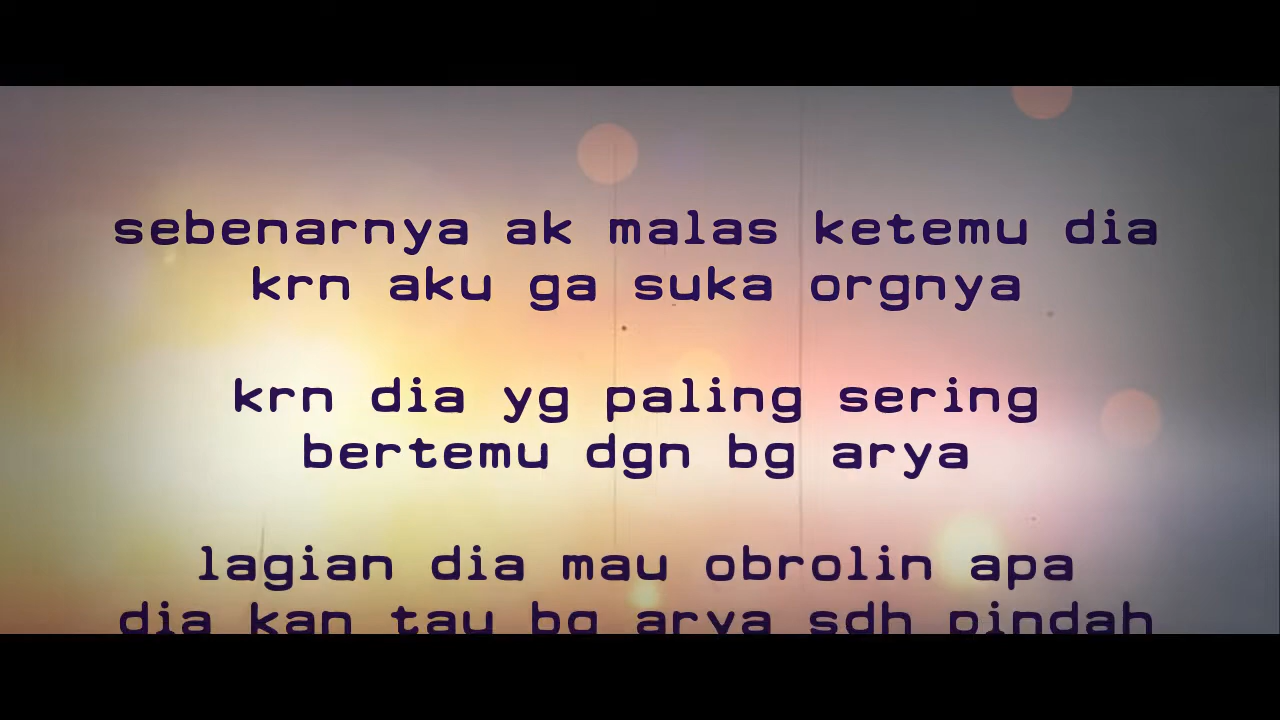 sebenarnya ak malas ketemu dia
krn aku ga suka orgnya
krn dia yg paling sering
bertemu dgn bg arya
lagian dia mau obrolin apa
dia kan tau bg arya sdh pindah